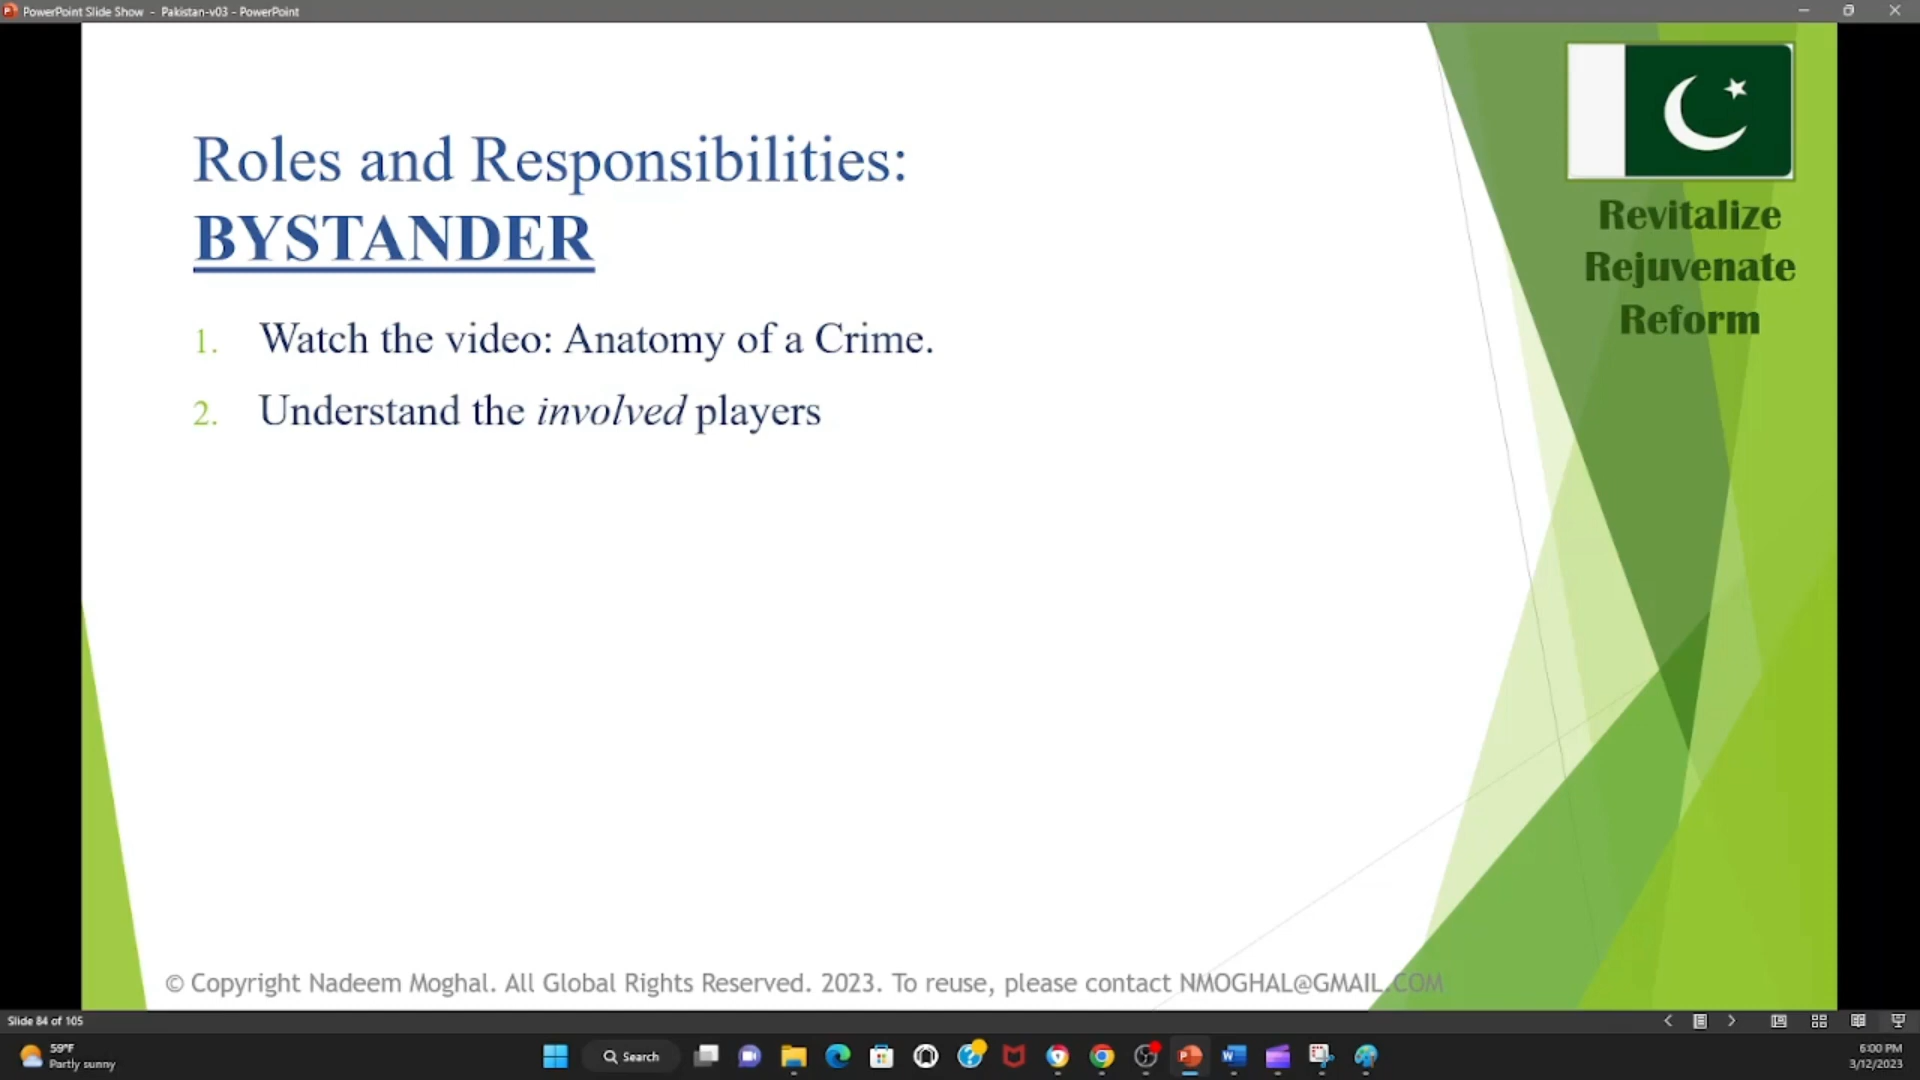 PowerPoint Slide Show - Pakistan-v03 - PowerPoint
Roles and Responsibilities:
BYSTANDER
1. Watch the video: Anatomy of a Crime.
2. Understand the involved players
Revitalize
Rejuvenate
Reform
© Copyright Nadeem Moghal. All Global Rights Reserved. 2023. To reuse, please contact NMOGHAL@GMAIL.COM
Slide 84 of 105
59°F
Partly sunny
Search
6:00 PM
3/12/2023